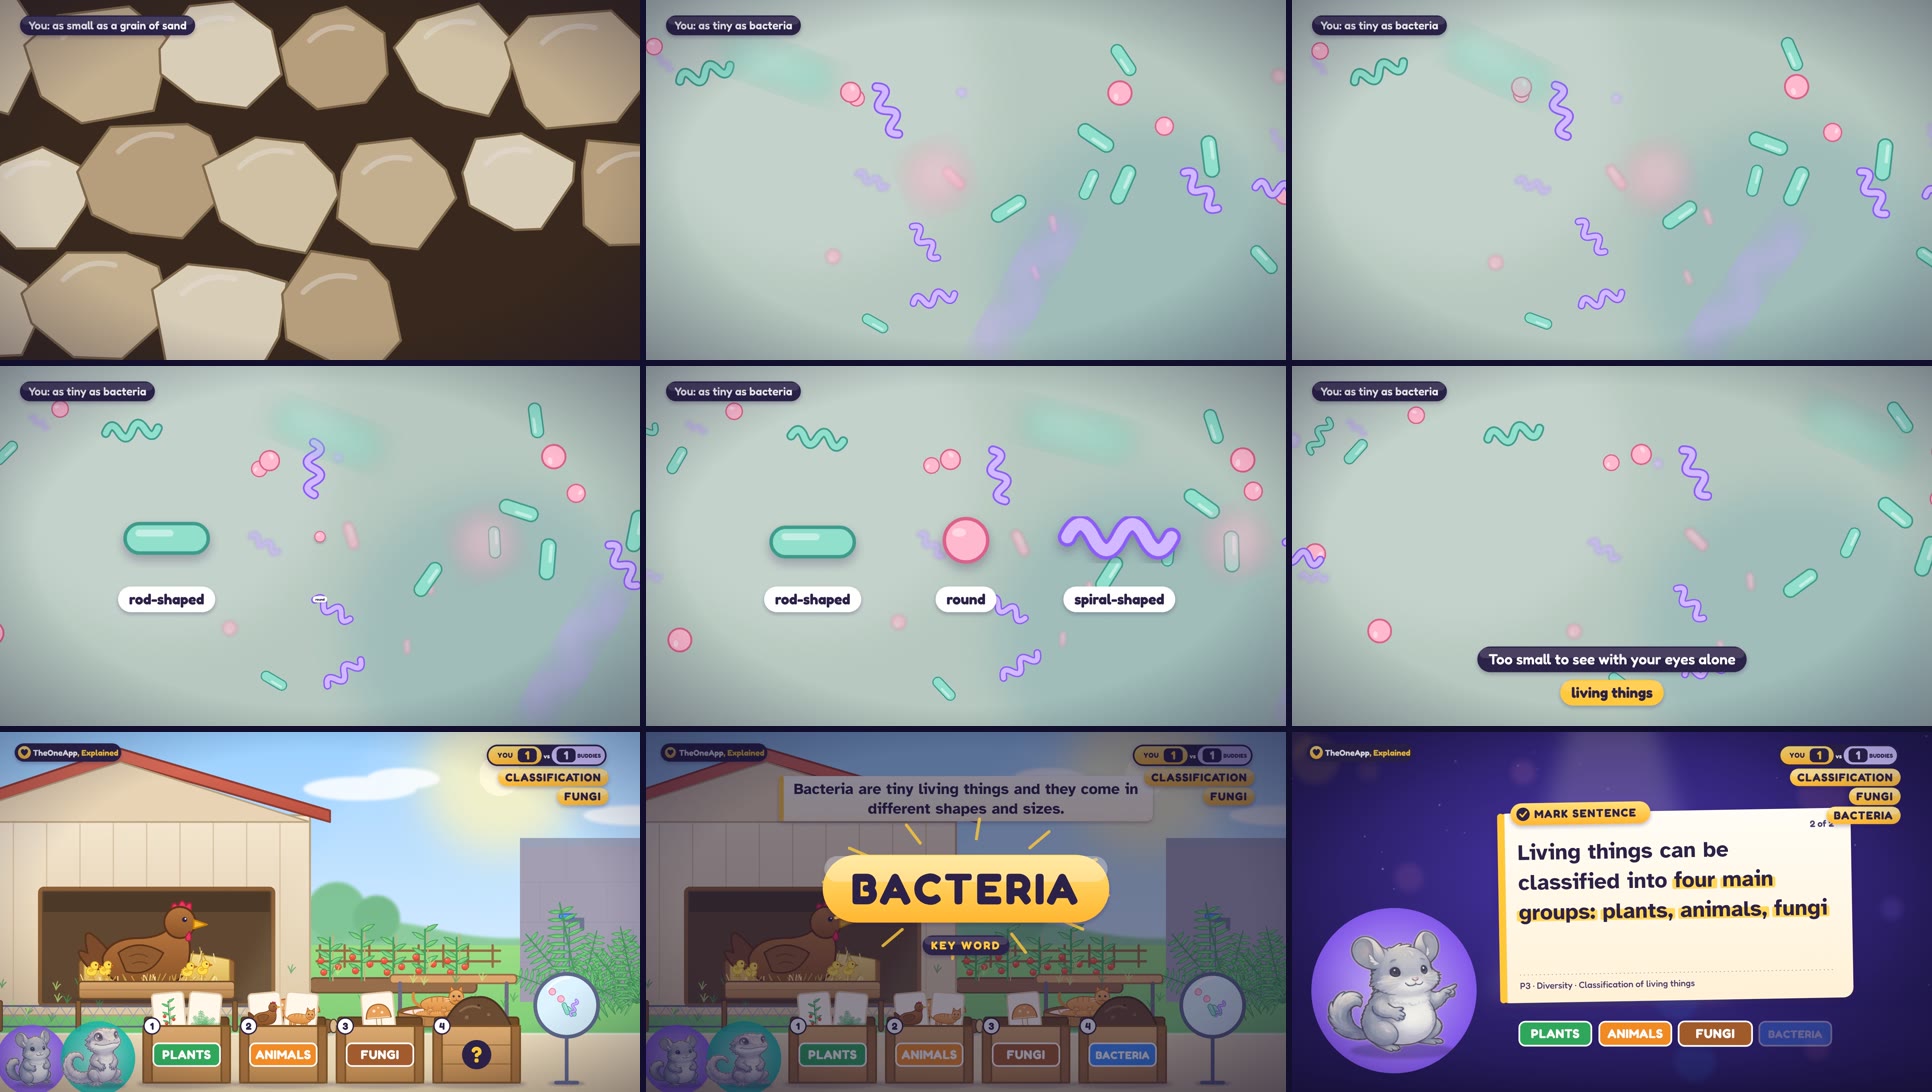 You: as small as a grain of sand
You: as tiny as bacteria
You: as tiny as bacteria
You: as tiny as bacteria
rod-shaped
You: as tiny as bacteria
rod-shaped
round
spiral-shaped
You: as tiny as bacteria
Too small to see with your eyes alone
living things
TheOneApp, Explained
YOU 1 vs 1 BUDDIES
CLASSIFICATION
FUNGI
1
2
3
4
PLANTS
ANIMALS
FUNGI
?
TheOneApp, Explained
YOU 1 vs 1 BUDDIES
CLASSIFICATION
FUNGI
Bacteria are tiny living things and they come in
different shapes and sizes.
BACTERIA
KEY WORD
1
2
3
4
PLANTS
ANIMALS
FUNGI
BACTERIA
TheOneApp, Explained
YOU 1 vs 1 BUDDIES
CLASSIFICATION
FUNGI
BACTERIA
MARK SENTENCE
2 of
Living things can be
classified into four main
groups: plants, animals, fungi
P3 · Diversity · Classification of living things
PLANTS
ANIMALS
FUNGI
BACTERIA